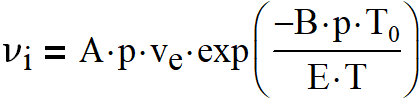 νi = A·p·ve·exp(−B·p·T0 / E·T)